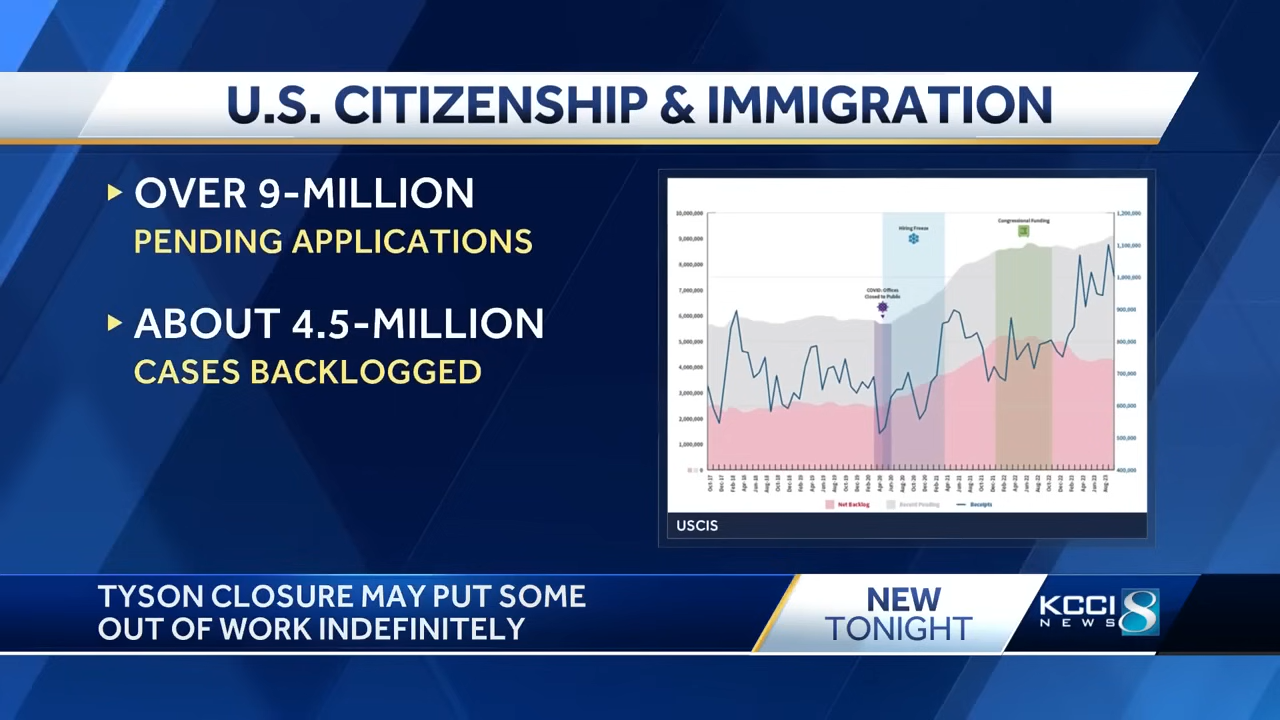 U.S. CITIZENSHIP & IMMIGRATION
OVER 9-MILLION
PENDING APPLICATIONS
ABOUT 4.5-MILLION
CASES BACKLOGGED
10,000,000
9,000,000
8,000,000
7,000,000
6,000,000
5,000,000
4,000,000
3,000,000
2,000,000
1,000,000
0
1,200,000
1,100,000
1,000,000
900,000
800,000
700,000
600,000
500,000
400,000
COVID: Offices
Closed to Public
Hiring Freeze
Congressional Funding
Net Backlog
Receipts
USCIS
TYSON CLOSURE MAY PUT SOME
OUT OF WORK INDEFINITELY
NEW
TONIGHT
KCCI 8
NEWS